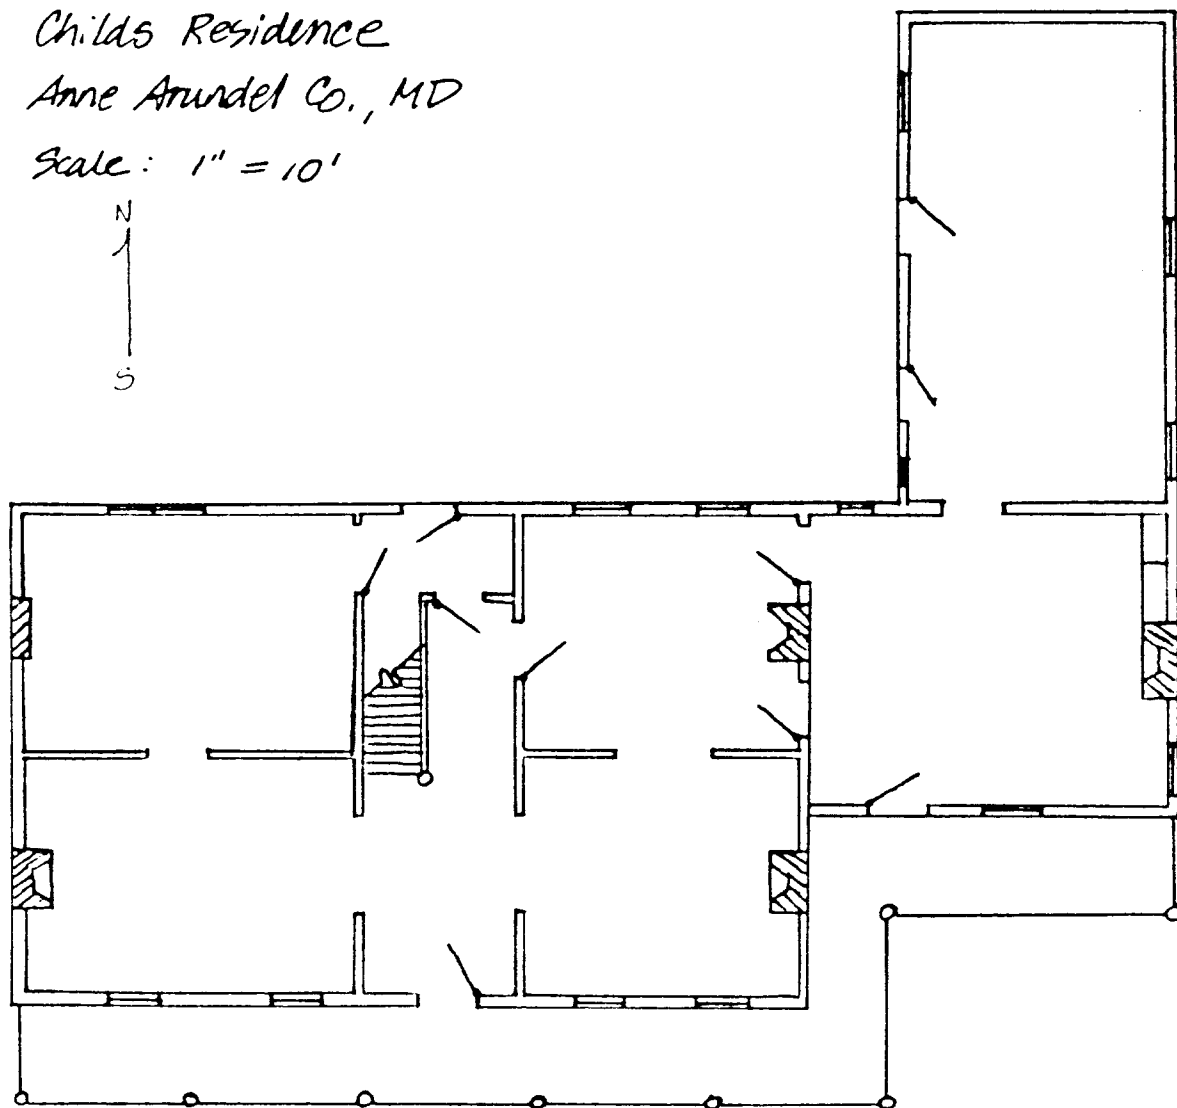 Childs Residence
Anne Arundel Co., MD
Scale: 1" = 10'
N
S